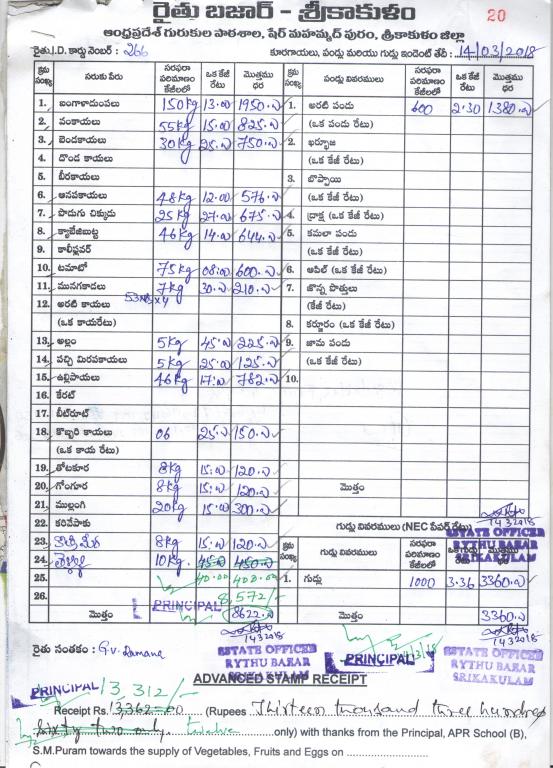 రైతు బజార్ - శ్రీకాకుళం
20
ఆంధ్రప్రదేశ్ గురుకుల పాఠశాల, షేర్ మహమ్మద్ పురం, శ్రీకాకుళం జిల్లా
రైతు I.D. కార్డు నెంబర్ : 266 కూరగాయలు, పండ్లు మరియు గుడ్లు ఇండెంట్ తేదీ : 14/03/2018
క్రమ సంఖ్య సరుకు పేరు సరఫరా పరిమాణం కేజీలలో ఒక కేజీ రేటు మొత్తము ధర క్రమ సంఖ్య పండ్లు వివరములు సరఫరా పరిమాణం కేజీలలో ఒక కేజీ రేటు మొత్తము ధర
1. బంగాళాదుంపలు 150kg 13.00 1950.00 1. అరటి పండు 600 2.30 1380.00
2. వంకాయలు 55kg 15.00 825.00 (ఒక పండు రేటు)
3. బెండకాయలు 30kg 25.00 750.00 2. ఖర్భూజ
4. దొండ కాయలు (ఒక కేజీ రేటు)
5. బీరకాయలు 3. బొప్పాయి
6. ఆనపకాయలు 48kg 12.00 576.00 (ఒక కేజీ రేటు)
7. పొడుగు చిక్కుడు 25kg 27.00 675.00 4. ద్రాక్ష (ఒక కేజీ రేటు)
8. క్యాబేజిబుట్ట 46kg 14.00 644.00 5. కమలా పండు
9. కాలీఫ్లవర్ (ఒక కేజీ రేటు)
10. టమాటో 75kg 08.00 600.00 6. ఆపిల్ (ఒక కేజీ రేటు)
11. మునగకాడలు 7kg 30.00 210.00 7. జొన్న పొత్తులు
12. అరటి కాయలు (కేజీ రేటు)
(ఒక కాయరేటు) 8. కర్జూరం (ఒక కేజీ రేటు)
13. అల్లం 5kg 45.00 225.00 9. జామ పండు
14. పచ్చి మిరపకాయలు 5kg 25.00 125.00 (ఒక కేజీ రేటు)
15. ఉల్లిపాయలు 46kg 17.00 782.00 10.
16. కేరట్
17. బీట్‌రూట్
18. కొబ్బరి కాయలు 06 25.00 150.00
(ఒక కాయ రేటు)
19. తోటకూర 8kg 15.00 120.00
20. గోంగూర 8kg 15.00 120.00 మొత్తం
21. ముల్లంగి 20kg 15.00 300.00 14 3 2018
22. కరివేపాకు గుడ్లు వివరములు (NEC పేపర్ రేటు) ESTATE OFFICER RYTHU BAZAR SRIKAKULAM
23. కొత్తిమీర 8kg 15.00 120.00 క్రమ సంఖ్య గుడ్లు వివరములు సరఫరా పరిమాణం కేజీలలో ఒక గుడ్డు రేటు మొత్తము ధర
24. 10kg 45.00 450.00
25. 40.00 400.00 1. గుడ్లు 1000 3.36 3360.00
26. 8,572/-
మొత్తం PRINCIPAL 8622.00 మొత్తం 3360.00
14 3 2018 14 3 2018
రైతు సంతకం : G.v. Ramana ESTATE OFFICER RYTHU BAZAR SRIKAKULAM PRINCIPAL ESTATE OFFICER RYTHU BAZAR SRIKAKULAM
ADVANCED STAMP RECEIPT
PRINCIPAL 13,312/-
Receipt Rs. 13,362=00 (Rupees Thirteen thousand three hundred
sixty two only. twelve only) with thanks from the Principal, APR School (B),
S.M.Puram towards the supply of Vegetables, Fruits and Eggs on